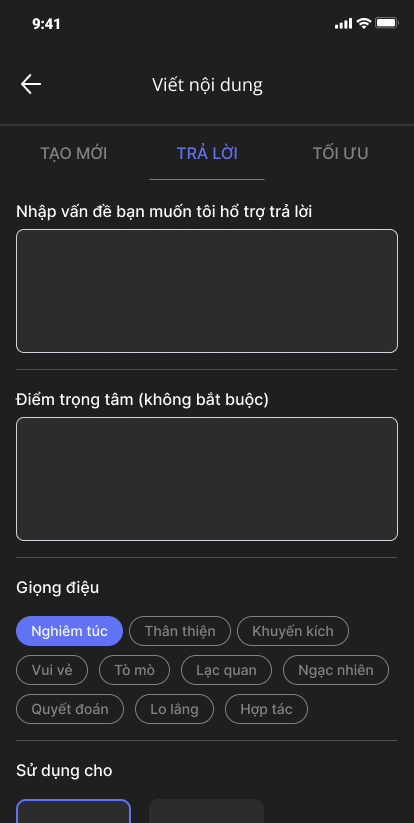 9:41
Viết nội dung
TẠO MỚI TRẢ LỜI TỐI ƯU
Nhập vấn đề bạn muốn tôi hổ trợ trả lời
Điểm trọng tâm (không bắt buộc)
Giọng điệu
Nghiêm túc Thân thiện Khuyến kích
Vui vẻ Tò mò Lạc quan Ngạc nhiên
Quyết đoán Lo lắng Hợp tác
Sử dụng cho